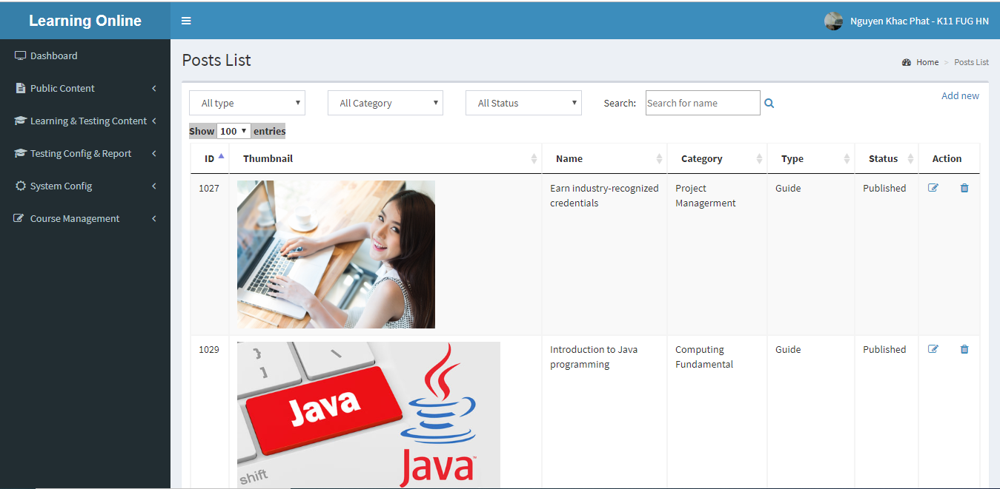 Learning Online
Nguyen Khac Phat - K11 FUG HN
Dashboard
Public Content
Learning & Testing Content
Testing Config & Report
System Config
Course Management
Posts List
Home > Posts List
All type
All Category
All Status
Search: Search for name
Add new
Show 100 entries
ID Thumbnail Name Category Type Status Action
1027 Earn industry-recognized Project Guide Published
credentials Managerment
1029 Introduction to Java Computing Guide Published
programming Fundamental
}
]
\
Java
Java™
shift